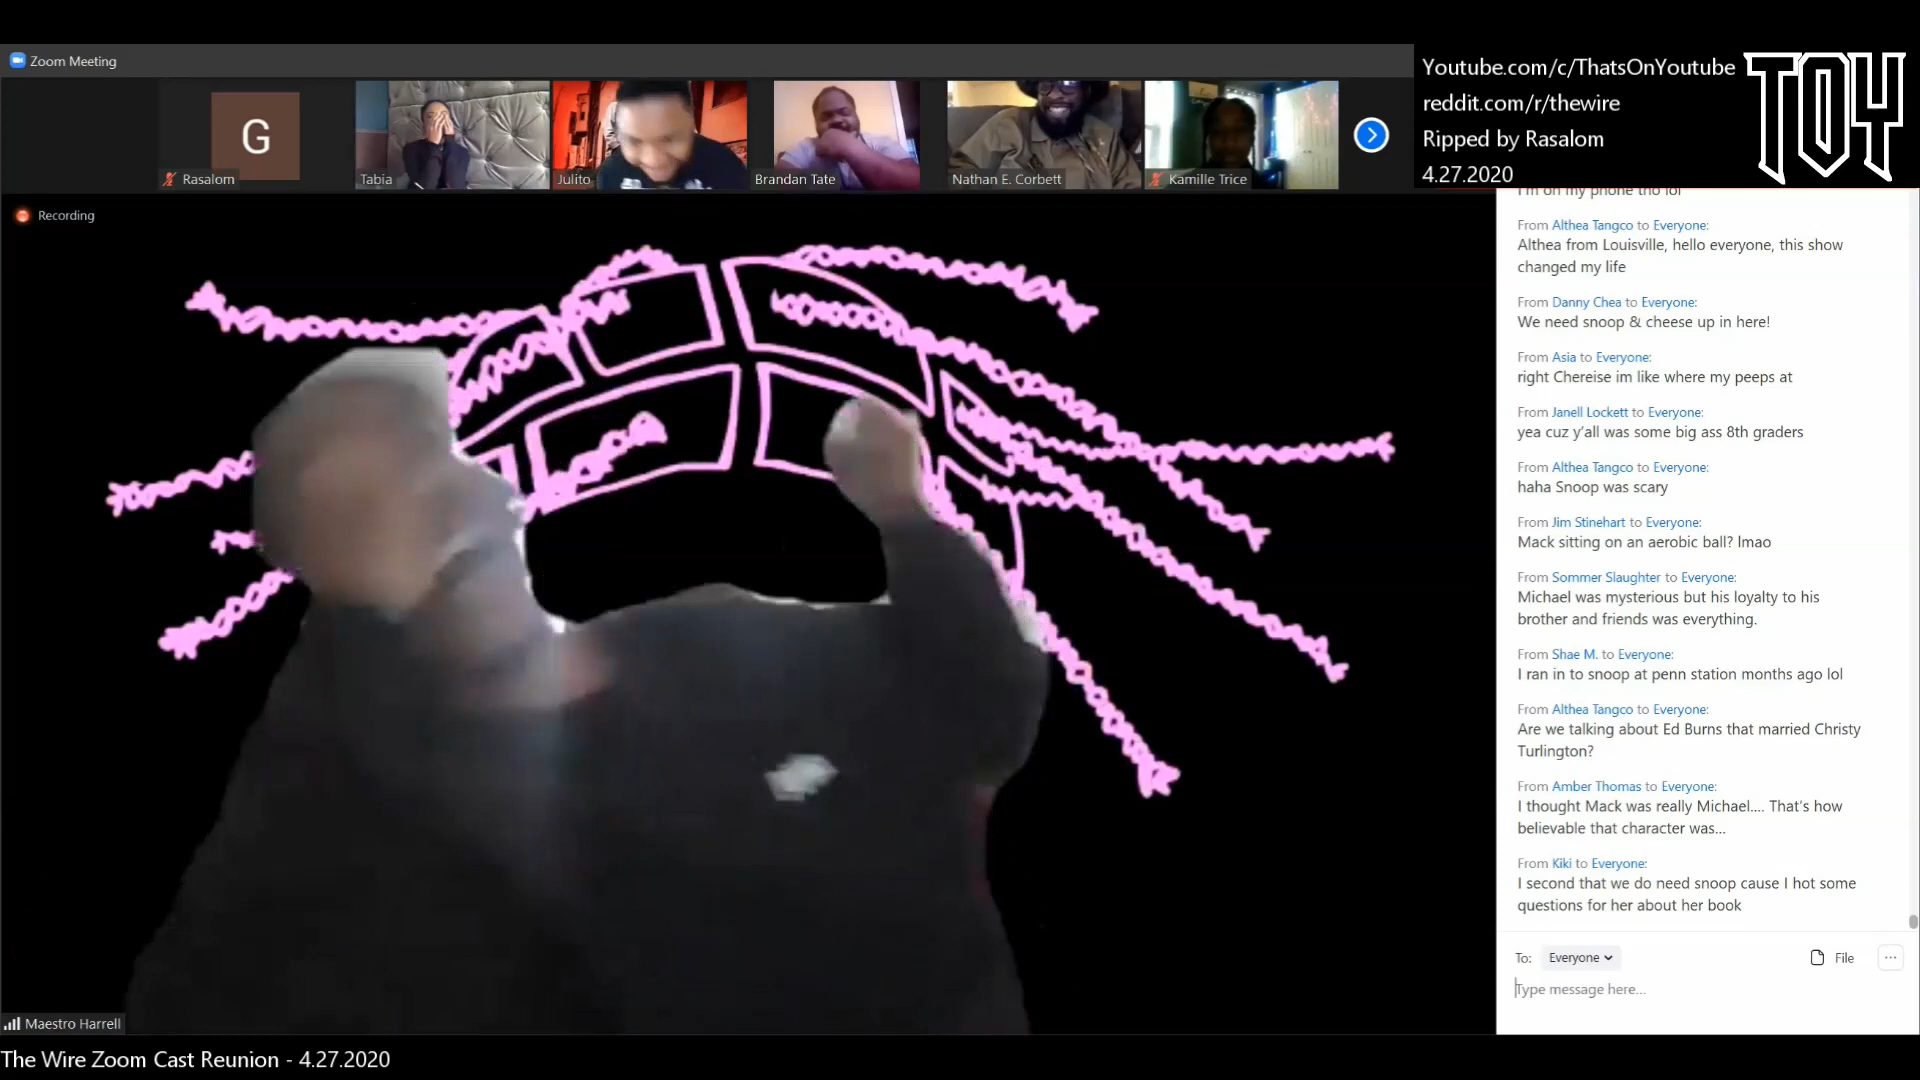 Zoom Meeting
G
Rasalom
Tabia
Julito
Brandan Tate
Nathan E. Corbett
Kamille Trice
Youtube.com/c/ThatsOnYoutube
reddit.com/r/thewire
Ripped by Rasalom
4.27.2020
TOY
Recording
I'm on my phone tho lol
From Althea Tangco to Everyone:
Althea from Louisville, hello everyone, this show
changed my life
From Danny Chea to Everyone:
We need snoop & cheese up in here!
From Asia to Everyone:
right Chereise im like where my peeps at
From Janell Lockett to Everyone:
yea cuz y'all was some big ass 8th graders
From Althea Tangco to Everyone:
haha Snoop was scary
From Jim Stinehart to Everyone:
Mack sitting on an aerobic ball? lmao
From Sommer Slaughter to Everyone:
Michael was mysterious but his loyalty to his
brother and friends was everything.
From Shae M. to Everyone:
I ran in to snoop at penn station months ago lol
From Althea Tangco to Everyone:
Are we talking about Ed Burns that married Christy
Turlington?
From Amber Thomas to Everyone:
I thought Mack was really Michael.... That's how
believable that character was...
From Kiki to Everyone:
I second that we do need snoop cause I hot some
questions for her about her book
To: Everyone
File
Type message here...
Maestro Harrell
The Wire Zoom Cast Reunion - 4.27.2020